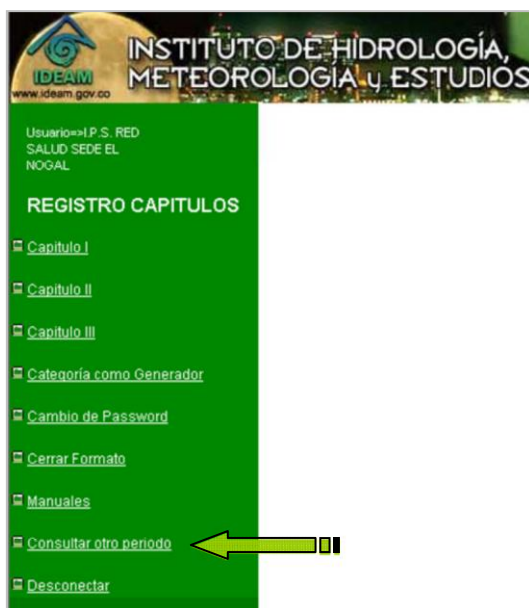 INSTITUTO DE HIDROLOGÍA,
METEOROLOGÍA y ESTUDIOS
IDEAM
www.ideam.gov.co
Usuario=>I.P.S. RED
SALUD SEDE EL
NOGAL
REGISTRO CAPITULOS
Capitulo I
Capitulo II
Capitulo III
Categoría como Generador
Cambio de Password
Cerrar Formato
Manuales
Consultar otro periodo
Desconectar